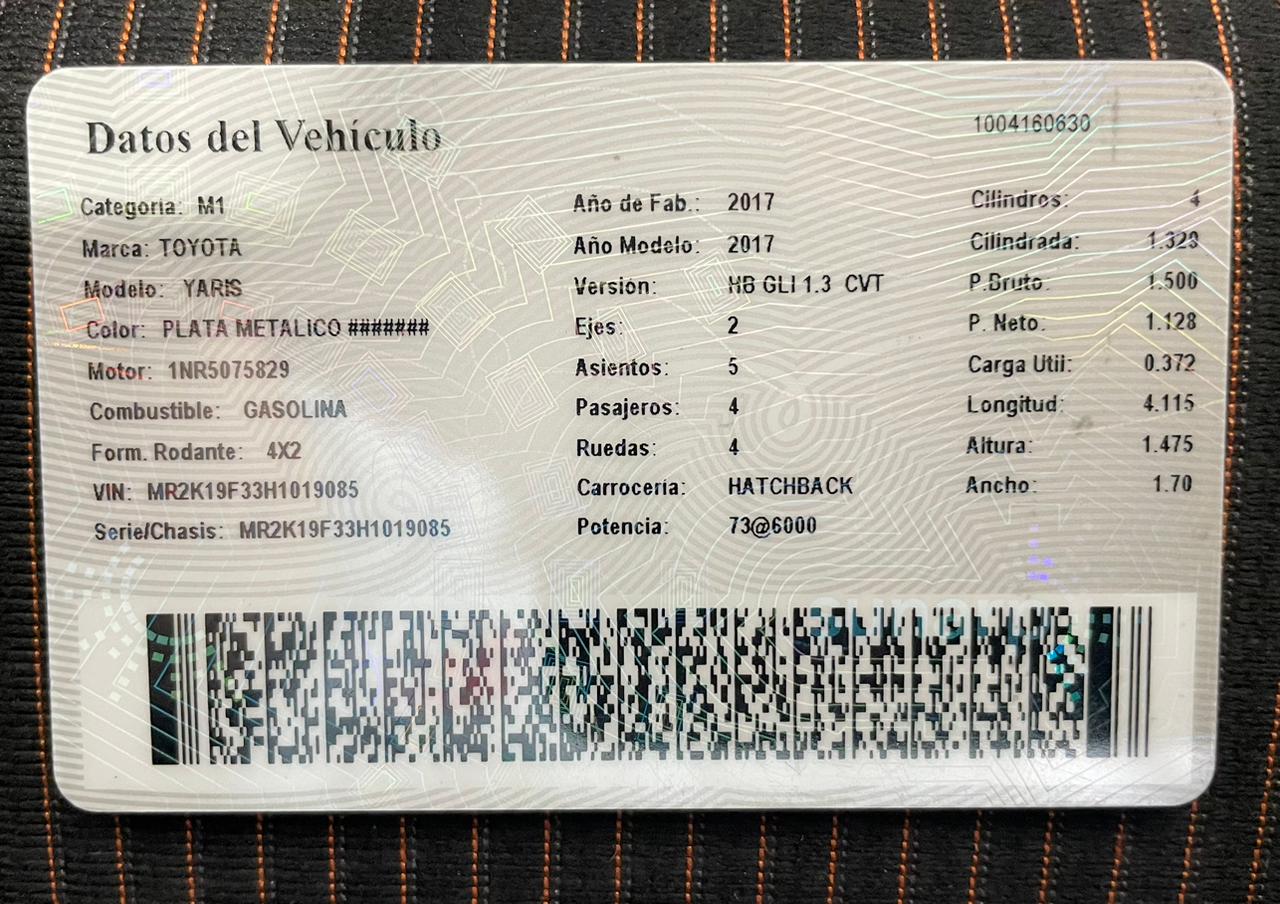 Datos del Vehículo
1004160630
Categoría: M1
Marca: TOYOTA
Modelo: YARIS
Color: PLATA METALICO #######
Motor: 1NR5075829
Combustible: GASOLINA
Form. Rodante: 4X2
VIN: MR2K19F33H1019085
Serie/Chasis: MR2K19F33H1019085
Año de Fab.: 2017
Año Modelo: 2017
Version: HB GLI 1.3 CVT
Ejes: 2
Asientos: 5
Pasajeros: 4
Ruedas: 4
Carrocería: HATCHBACK
Potencia: 73@6000
Cilindros: 4
Cilindrada: 1.329
P.Bruto. 1.500
P. Neto. 1.128
Carga Util: 0.372
Longitud: 4.115
Altura: 1.475
Ancho: 1.70